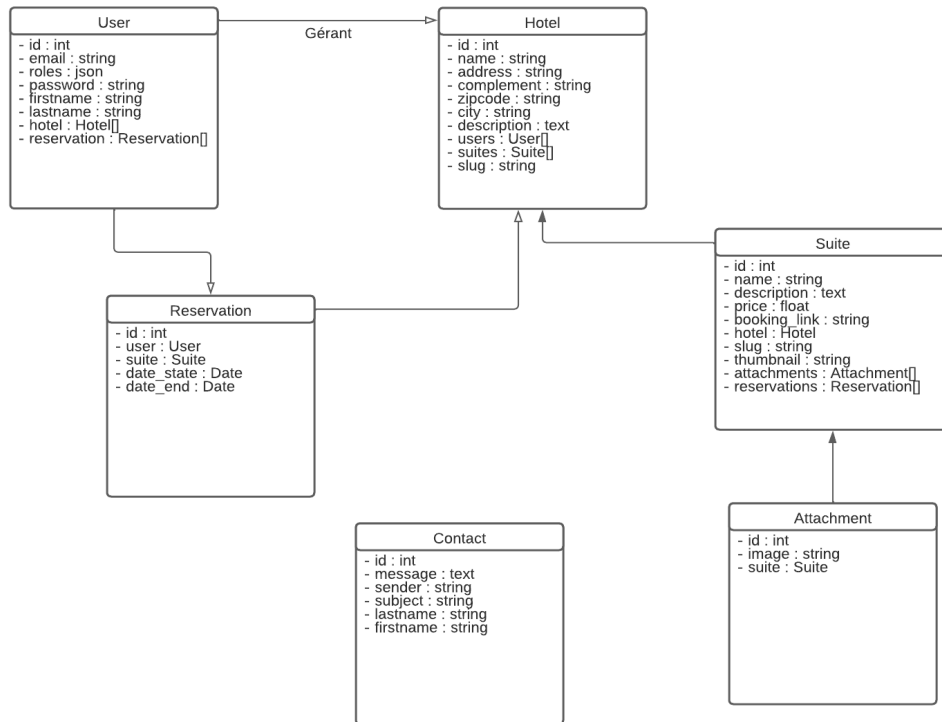 User
- id : int
- email : string
- roles : json
- password : string
- firstname : string
- lastname : string
- hotel : Hotel[]
- reservation : Reservation[]
Gérant
Hotel
- id : int
- name : string
- address : string
- complement : string
- zipcode : string
- city : string
- description : text
- users : User[]
- suites : Suite[]
- slug : string
Suite
- id : int
- name : string
- description : text
- price : float
- booking_link : string
- hotel : Hotel
- slug : string
- thumbnail : string
- attachments : Attachment[]
- reservations : Reservation[]
Reservation
- id : int
- user : User
- suite : Suite
- date_state : Date
- date_end : Date
Contact
- id : int
- message : text
- sender : string
- subject : string
- lastname : string
- firstname : string
Attachment
- id : int
- image : string
- suite : Suite